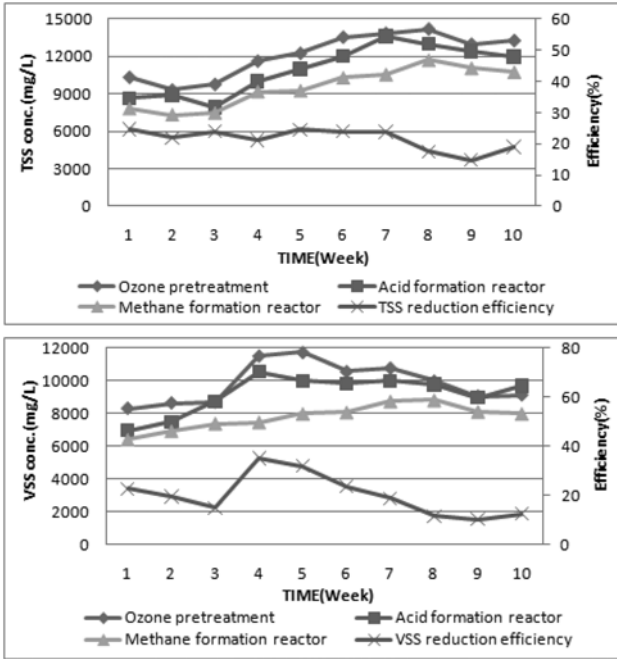 15000
12000
9000
6000
3000
0
TSS conc.(mg/L)
60
50
40
30
20
10
0
Efficiency(%)
1 2 3 4 5 6 7 8 9 10
TIME(Week)
Ozone pretreatment
Acid formation reactor
Methane formation reactor
TSS reduction efficiency
12000
10000
8000
6000
4000
2000
0
VSS conc.(mg/L)
80
60
40
20
0
Efficiency(%)
1 2 3 4 5 6 7 8 9 10
TIME(Week)
Ozone pretreatment
Acid formation reactor
Methane formation reactor
VSS reduction efficiency